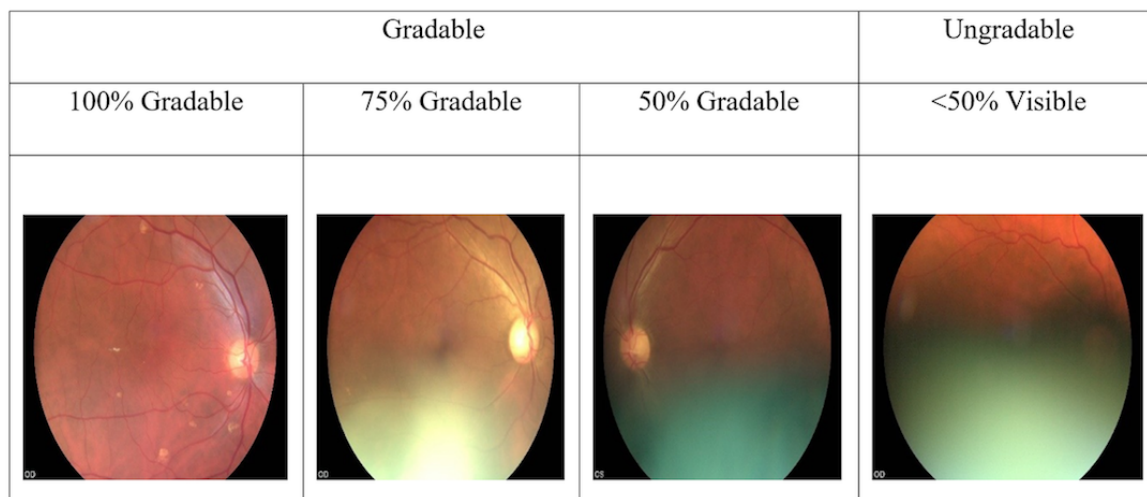 Gradable
Ungradable
100% Gradable
75% Gradable
50% Gradable
<50% Visible
OD
OD
OS
OD